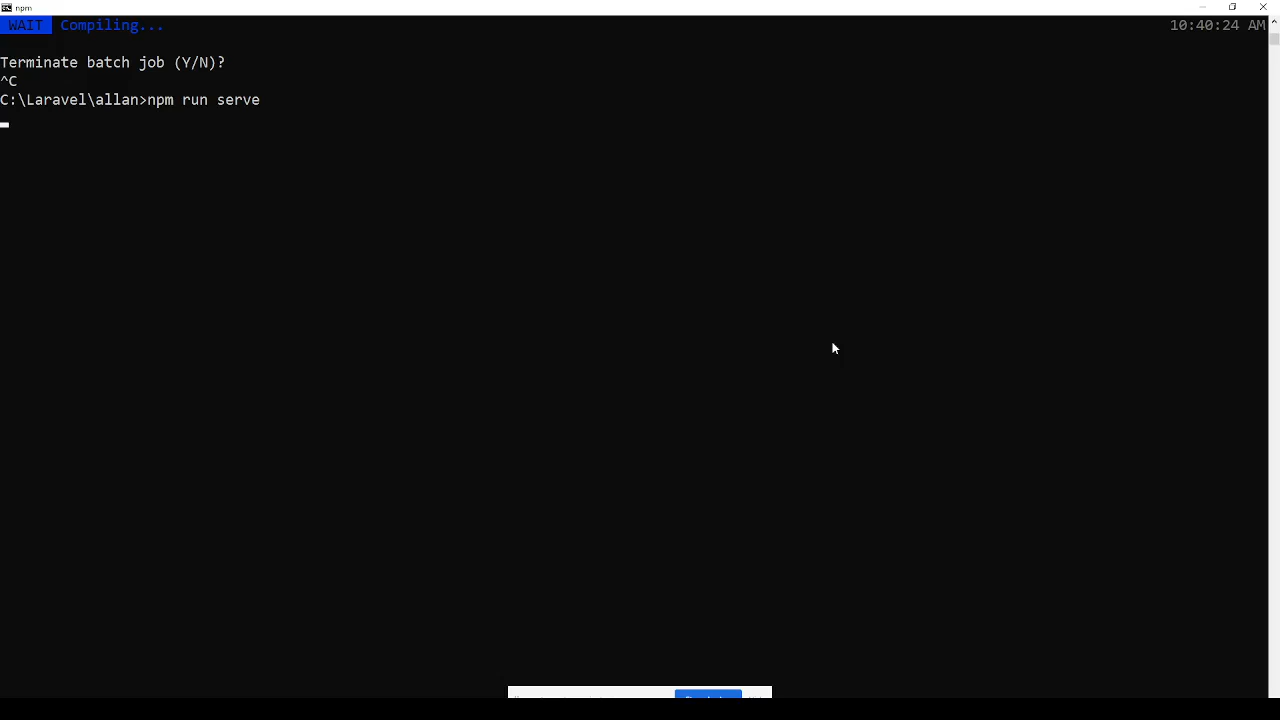 npm
WAIT Compiling... 10:40:24 AM
Terminate batch job (Y/N)?
^C
C:\Laravel\allan>npm run serve